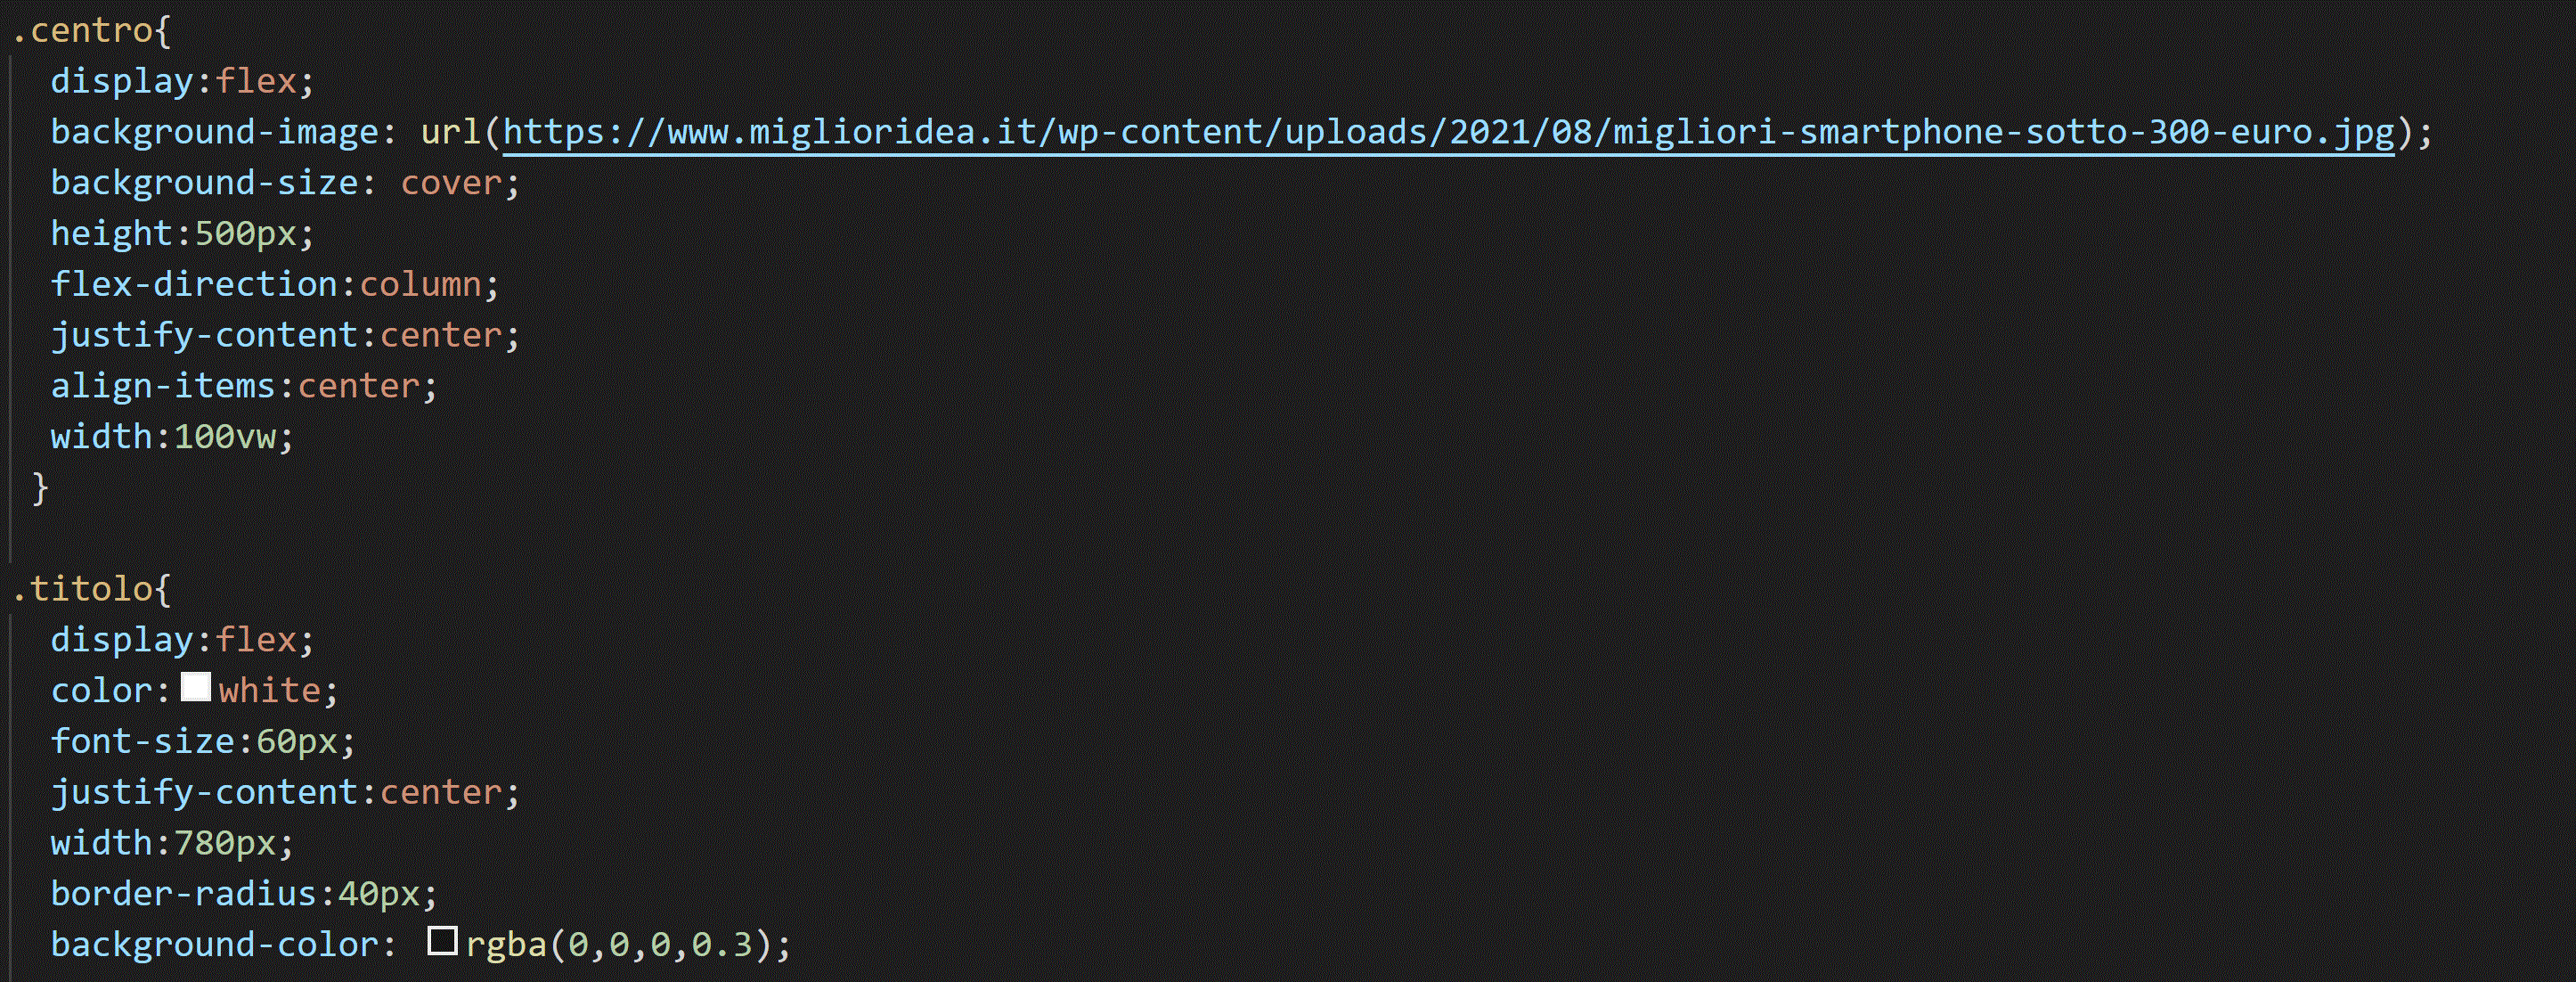 .centro{
display:flex;
background-image: url(https://www.miglioridea.it/wp-content/uploads/2021/08/migliori-smartphone-sotto-300-euro.jpg);
background-size: cover;
height:500px;
flex-direction:column;
justify-content:center;
align-items:center;
width:100vw;
}
.titolo{
display:flex;
color:white;
font-size:60px;
justify-content:center;
width:780px;
border-radius:40px;
background-color: rgba(0,0,0,0.3);